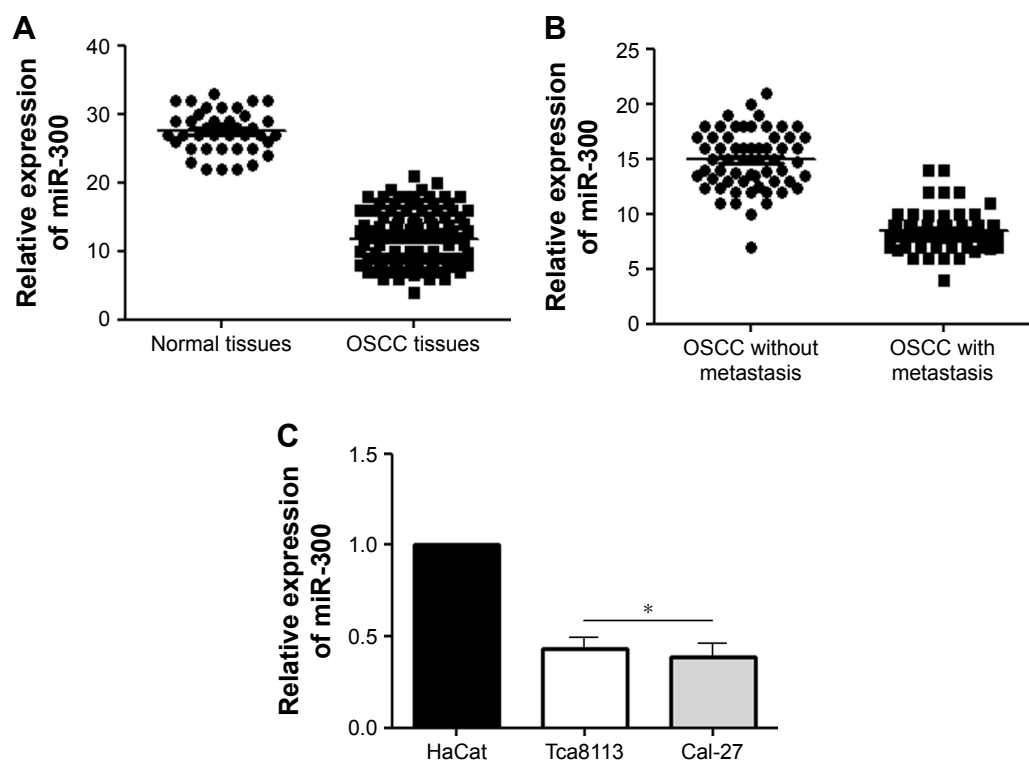 A
Relative expression
of miR-300
40
30
20
10
0
Normal tissues
OSCC tissues
B
Relative expression
of miR-300
25
20
15
10
5
0
OSCC without
metastasis
OSCC with
metastasis
C
Relative expression
of miR-300
1.5
1.0
0.5
0.0
*
HaCat
Tca8113
Cal-27